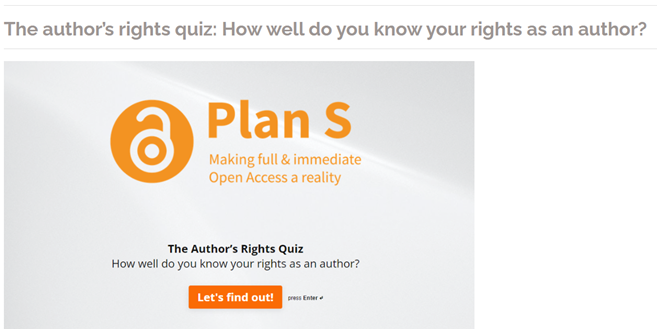 The author’s rights quiz: How well do you know your rights as an author?
Plan S
Making full & immediate
Open Access a reality
The Author’s Rights Quiz
How well do you know your rights as an author?
Let's find out!
press Enter ↵